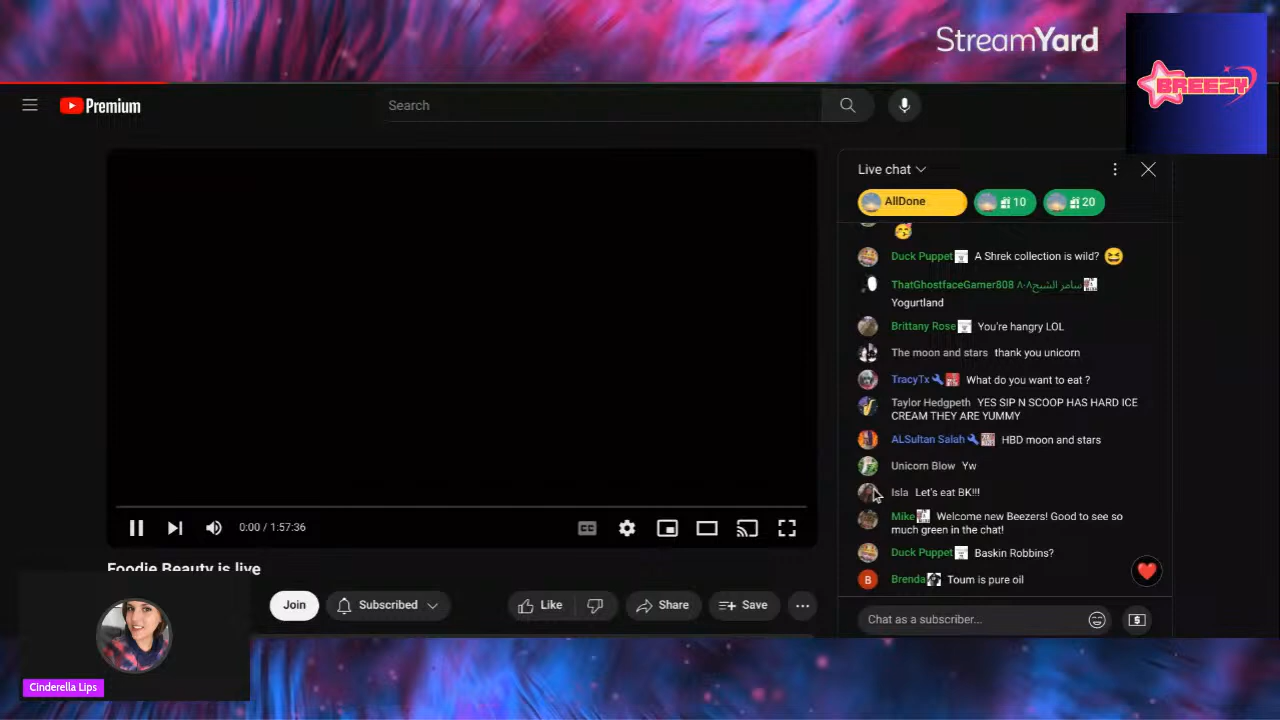 StreamYard
BREEZY
Premium
Search
Live chat
AllDone
10
20
Duck Puppet A Shrek collection is wild?
ThatGhostfaceGamer808 سامر الشبح٨٠٨
Yogurtland
Brittany Rose You're hangry LOL
The moon and stars thank you unicorn
TracyTx What do you want to eat ?
Taylor Hedgpeth YES SIP N SCOOP HAS HARD ICE
CREAM THEY ARE YUMMY
ALSultan Salah HBD moon and stars
Unicorn Blow Yw
Isla Let's eat BK!!!
Mike Welcome new Beezers! Good to see so
much green in the chat!
Duck Puppet Baskin Robbins?
B Brenda Toum is pure oil
Chat as a subscriber...
0:00 / 1:57:36
CC
Foodie Beauty is live
Join
Subscribed
Like
Share
Save
Cinderella Lips